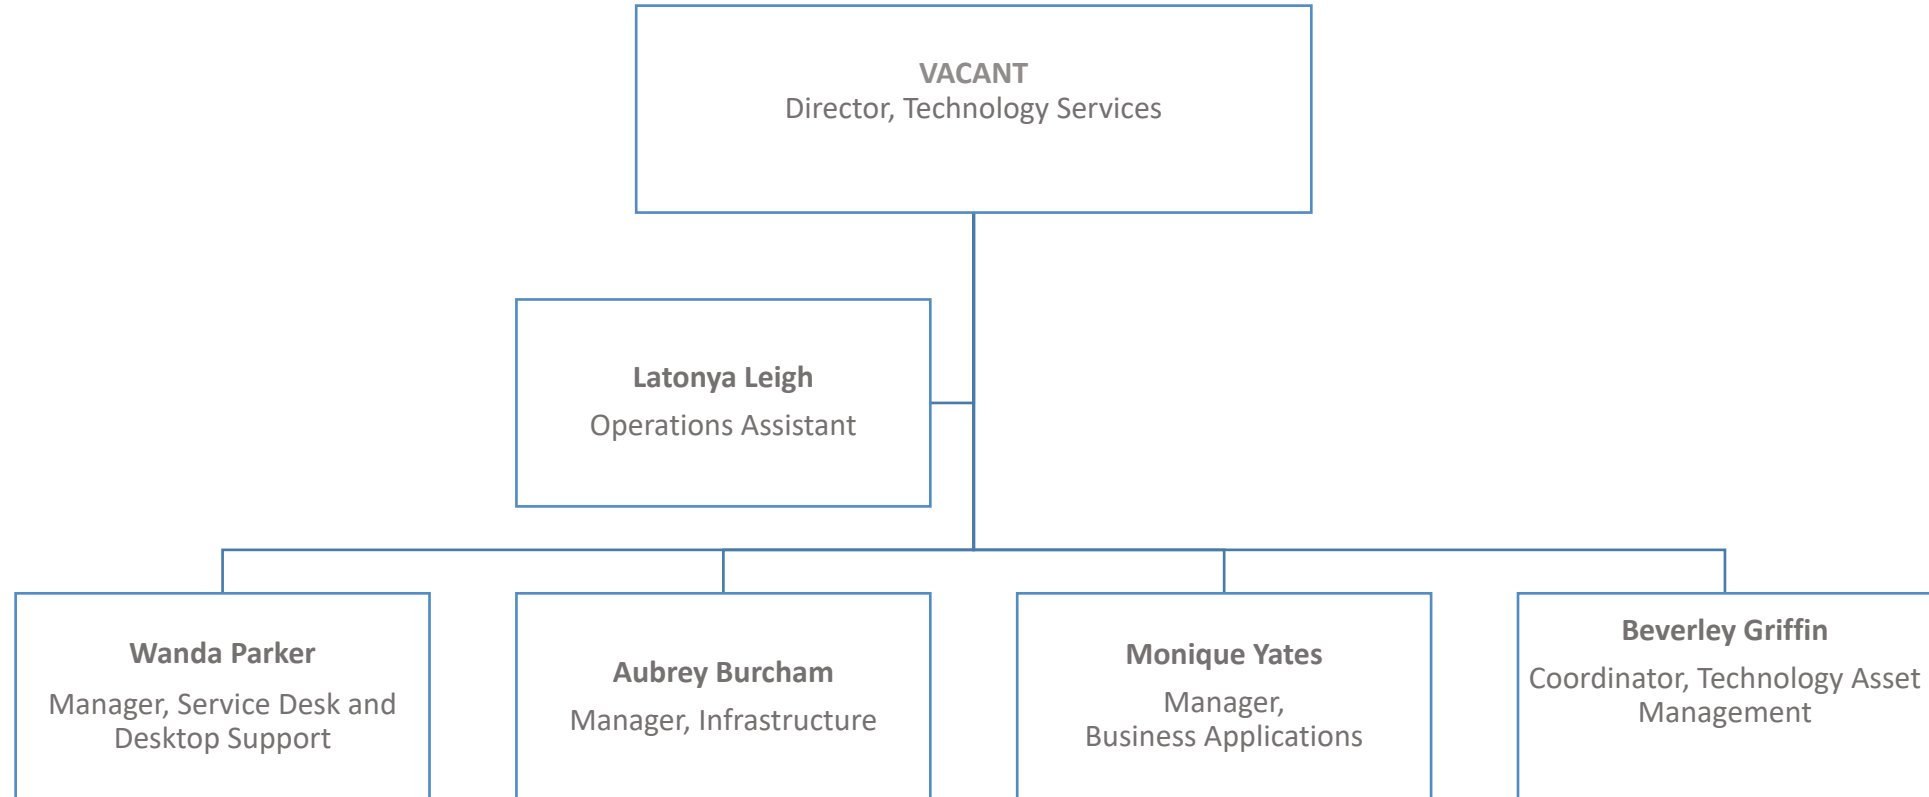 VACANT
Director, Technology Services
Latonya Leigh
Operations Assistant
Wanda Parker
Manager, Service Desk and
Desktop Support
Aubrey Burcham
Manager, Infrastructure
Monique Yates
Manager,
Business Applications
Beverley Griffin
Coordinator, Technology Asset
Management